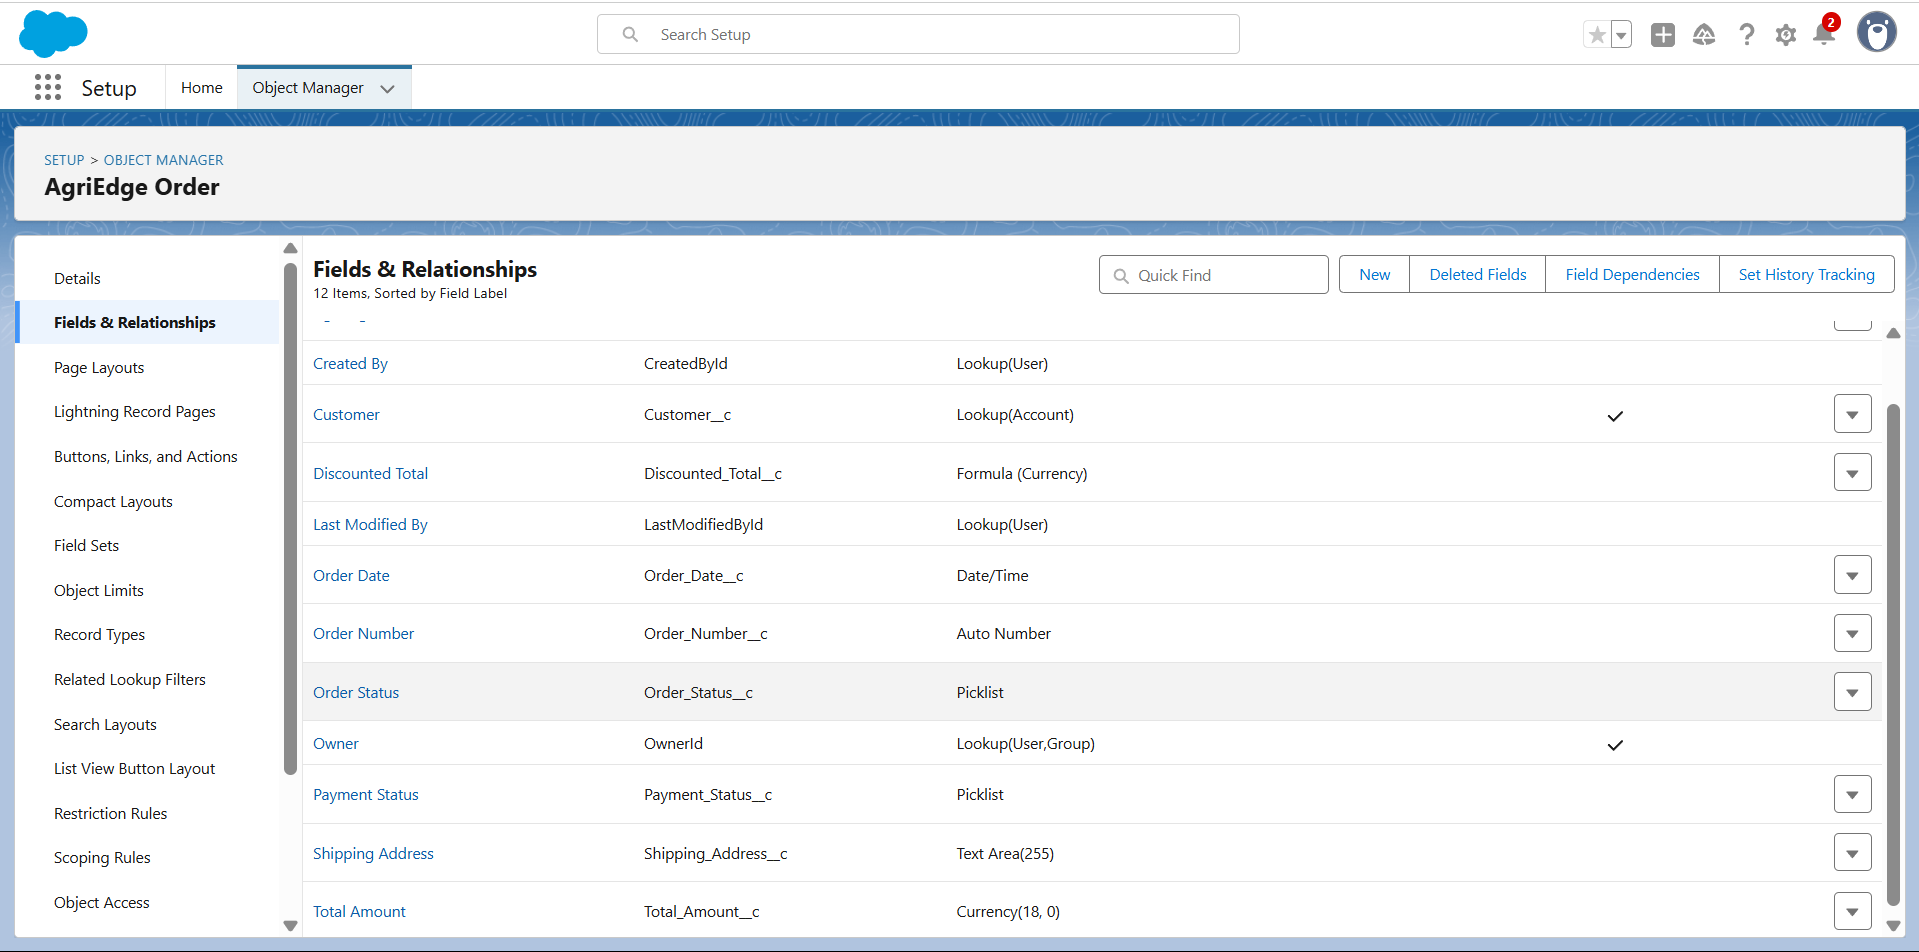 Search Setup
2
Setup
Home
Object Manager
SETUP > OBJECT MANAGER
AgriEdge Order
Details
Fields & Relationships
Page Layouts
Lightning Record Pages
Buttons, Links, and Actions
Compact Layouts
Field Sets
Object Limits
Record Types
Related Lookup Filters
Search Layouts
List View Button Layout
Restriction Rules
Scoping Rules
Object Access
Fields & Relationships
12 Items, Sorted by Field Label
Quick Find
New
Deleted Fields
Field Dependencies
Set History Tracking
Created By CreatedById Lookup(User)
Customer Customer__c Lookup(Account)
Discounted Total Discounted_Total__c Formula (Currency)
Last Modified By LastModifiedById Lookup(User)
Order Date Order_Date__c Date/Time
Order Number Order_Number__c Auto Number
Order Status Order_Status__c Picklist
Owner OwnerId Lookup(User,Group)
Payment Status Payment_Status__c Picklist
Shipping Address Shipping_Address__c Text Area(255)
Total Amount Total_Amount__c Currency(18, 0)